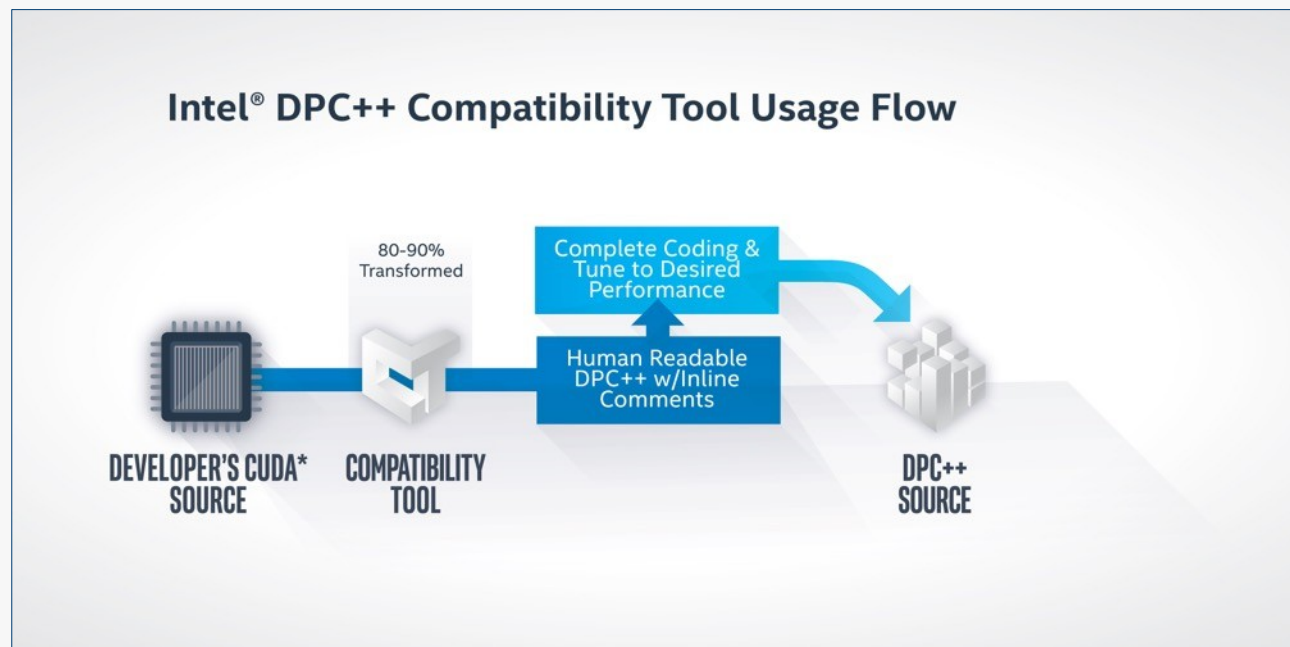 Intel® DPC++ Compatibility Tool Usage Flow
80-90%
Transformed
Complete Coding &
Tune to Desired
Performance
Human Readable
DPC++ w/Inline
Comments
DEVELOPER'S CUDA*
SOURCE
COMPATIBILITY
TOOL
DPC++
SOURCE